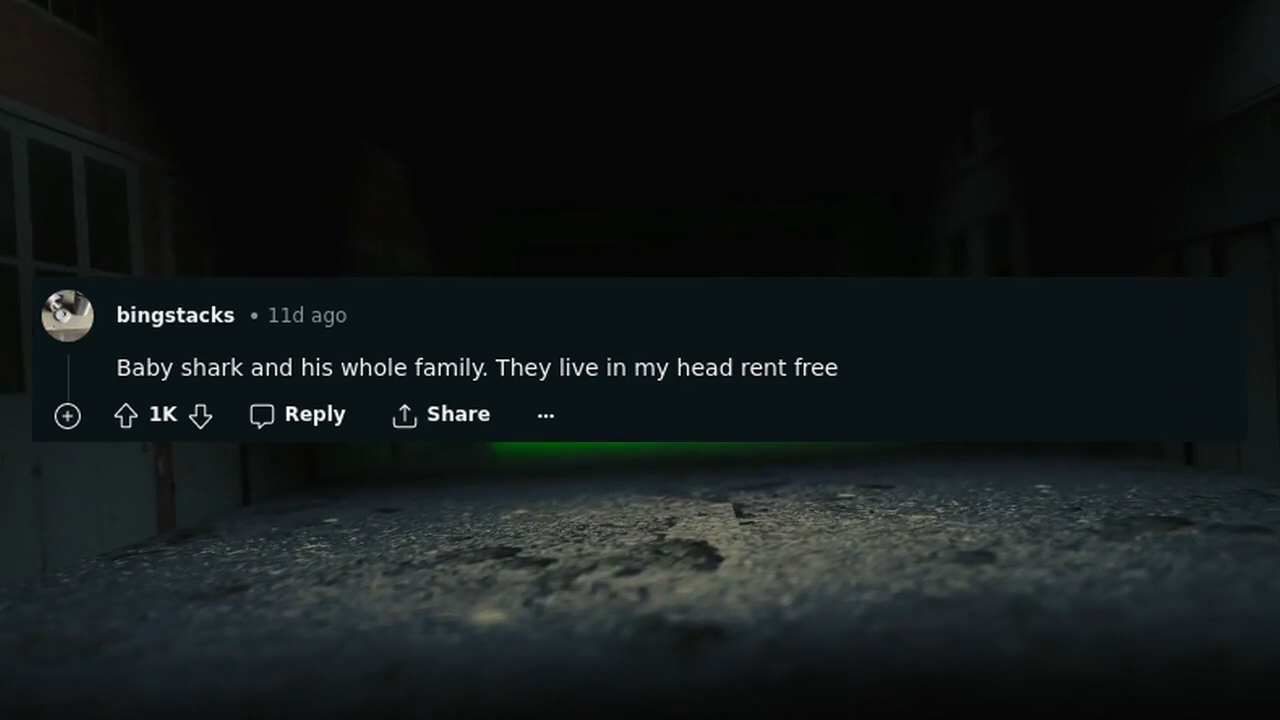 bingstacks • 11d ago
Baby shark and his whole family. They live in my head rent free
1K Reply Share ...